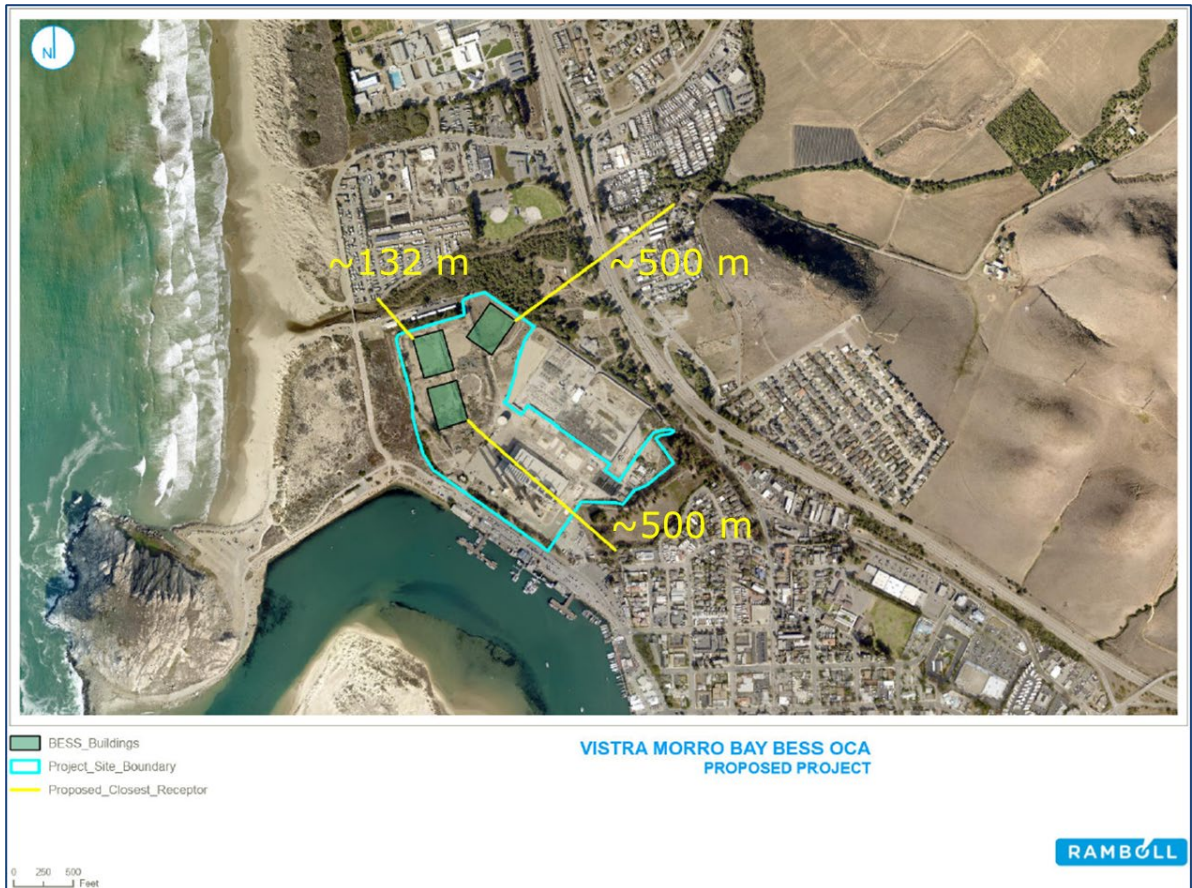 N
~132 m
~500 m
~500 m
BESS_Buildings
Project_Site_Boundary
Proposed_Closest_Receptor
VISTRA MORRO BAY BESS OCA
PROPOSED PROJECT
RAMBOLL
0 250 500
Feet